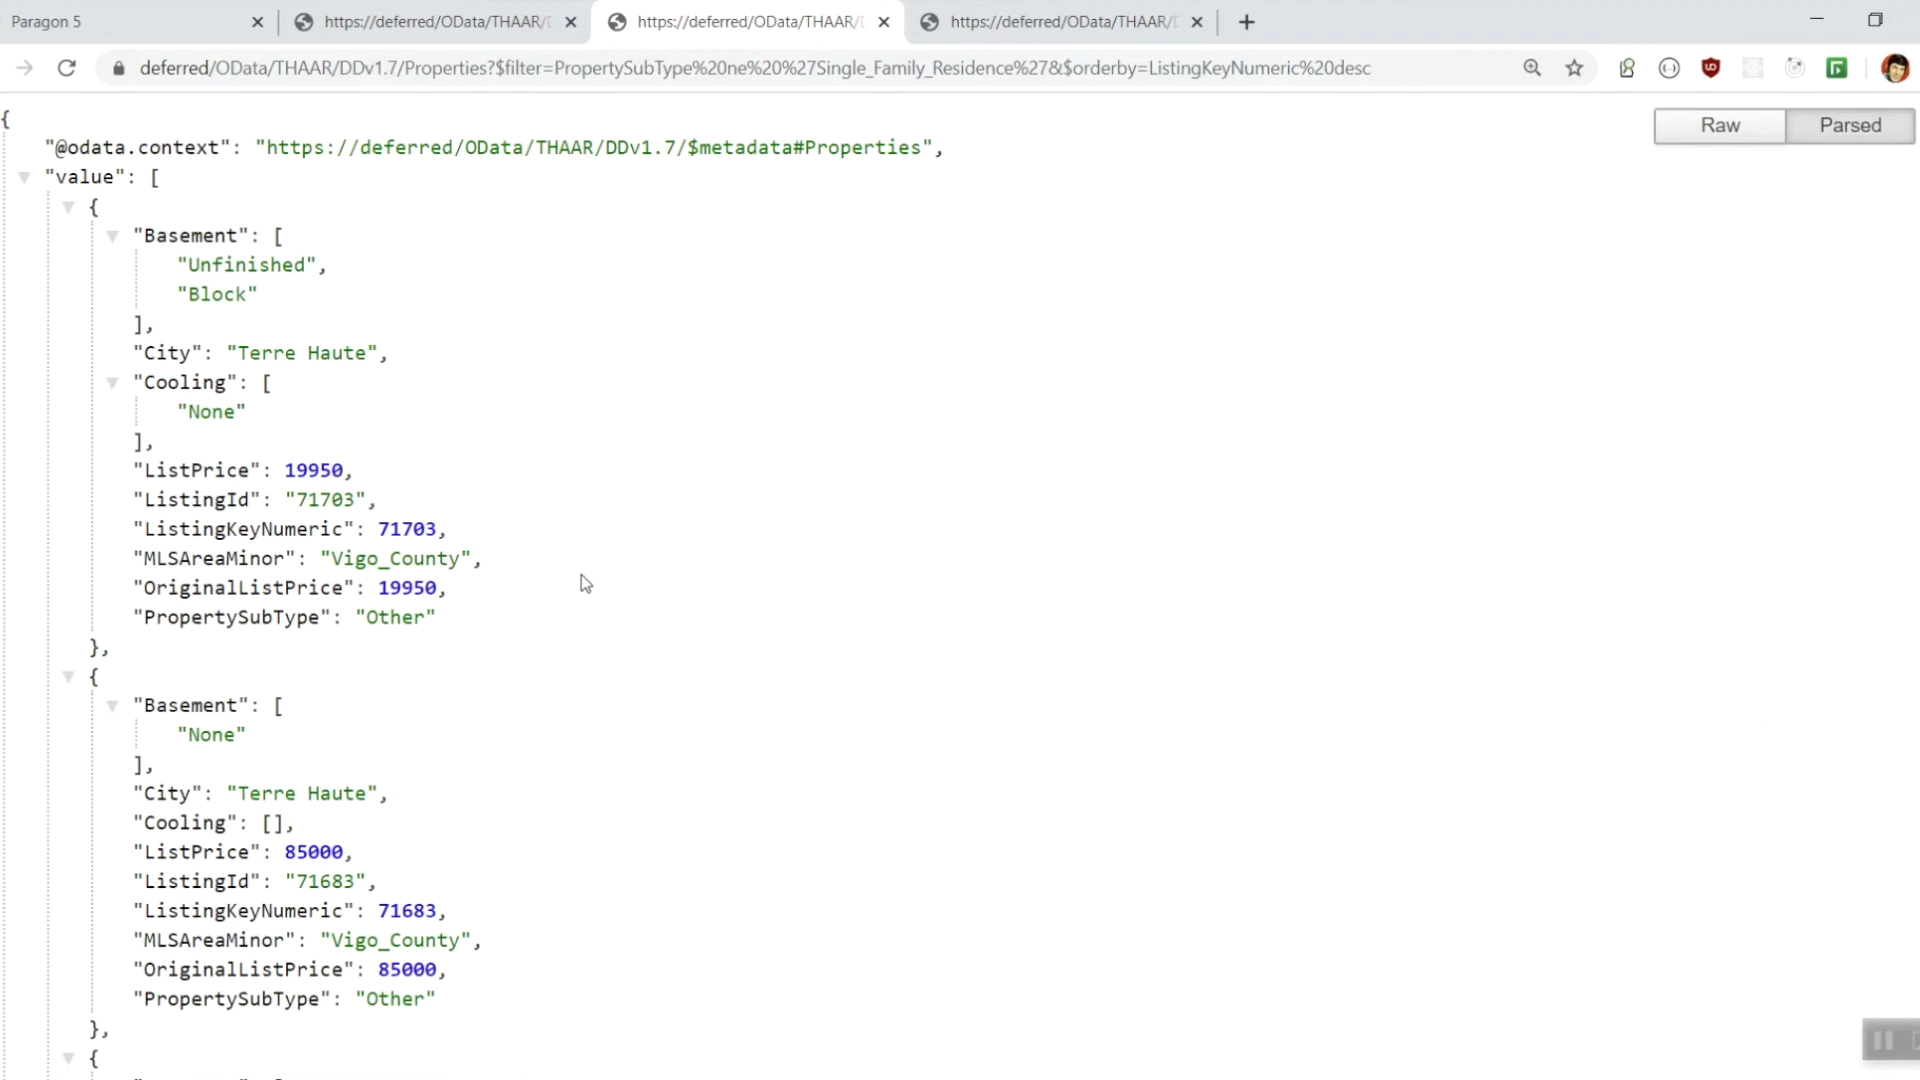 Paragon 5
https://deferred/OData/THAAR/D
https://deferred/OData/THAAR/D
https://deferred/OData/THAAR/D
deferred/OData/THAAR/DDv1.7/Properties?$filter=PropertySubType%20ne%20%27Single_Family_Residence%27&$orderby=ListingKeyNumeric%20desc
Raw
Parsed
{
"@odata.context": "https://deferred/OData/THAAR/DDv1.7/$metadata#Properties",
"value": [
{
"Basement": [
"Unfinished",
"Block"
],
"City": "Terre Haute",
"Cooling": [
"None"
],
"ListPrice": 19950,
"ListingId": "71703",
"ListingKeyNumeric": 71703,
"MLSAreaMinor": "Vigo_County",
"OriginalListPrice": 19950,
"PropertySubType": "Other"
},
{
"Basement": [
"None"
],
"City": "Terre Haute",
"Cooling": [],
"ListPrice": 85000,
"ListingId": "71683",
"ListingKeyNumeric": 71683,
"MLSAreaMinor": "Vigo_County",
"OriginalListPrice": 85000,
"PropertySubType": "Other"
},
{